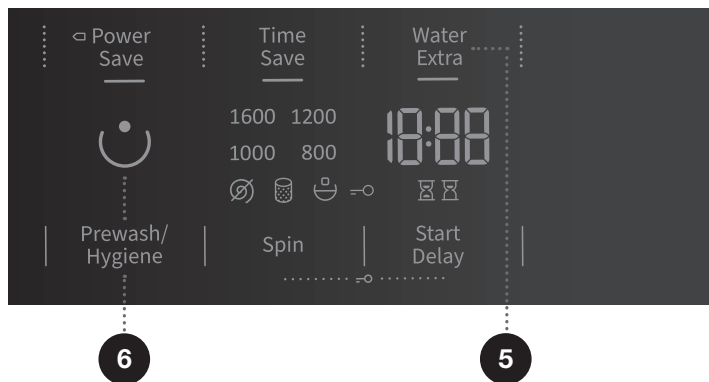 Power
Save
Time
Save
Water
Extra
1600 1200
1000 800
18:88
Prewash/
Hygiene
Spin
Start
Delay
6
5